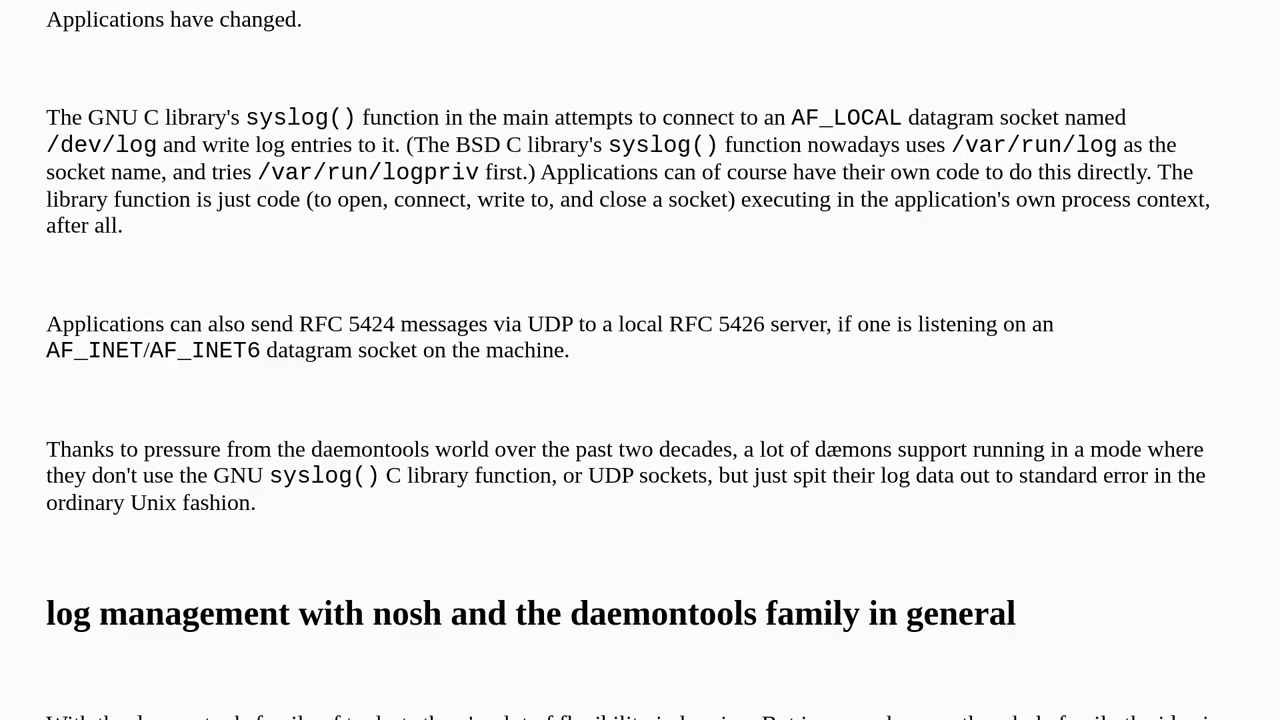 Applications have changed.
The GNU C library's syslog() function in the main attempts to connect to an AF_LOCAL datagram socket named
/dev/log and write log entries to it. (The BSD C library's syslog() function nowadays uses /var/run/log as the
socket name, and tries /var/run/logpriv first.) Applications can of course have their own code to do this directly. The
library function is just code (to open, connect, write to, and close a socket) executing in the application's own process context,
after all.
Applications can also send RFC 5424 messages via UDP to a local RFC 5426 server, if one is listening on an
AF_INET/AF_INET6 datagram socket on the machine.
Thanks to pressure from the daemontools world over the past two decades, a lot of dæmons support running in a mode where
they don't use the GNU syslog() C library function, or UDP sockets, but just spit their log data out to standard error in the
ordinary Unix fashion.
log management with nosh and the daemontools family in general